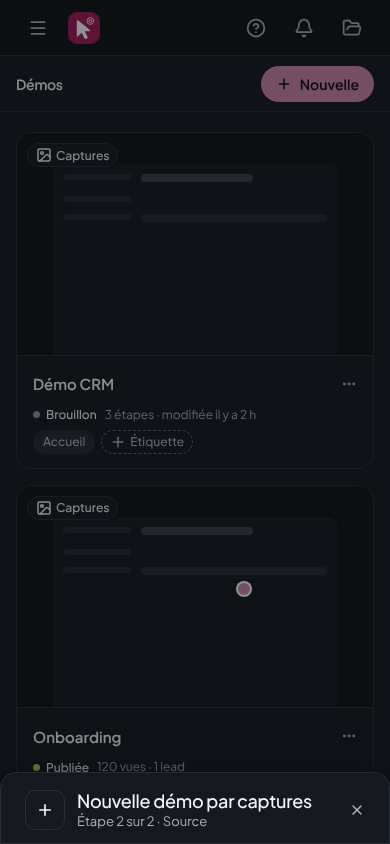 Démos
Nouvelle
Captures
Démo CRM
Brouillon 3 étapes · modifiée il y a 2 h
Accueil Étiquette
Captures
Onboarding
Publiée 120 vues · 1 lead
Nouvelle démo par captures
Étape 2 sur 2 · Source